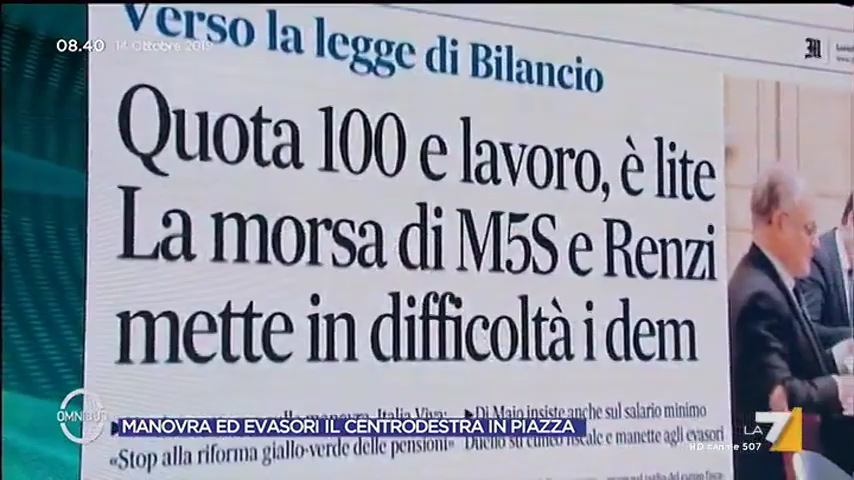 08.40 14 Ottobre 2019
Verso la legge di Bilancio
M
Quota 100 e lavoro, è lite
La morsa di M5S e Renzi
mette in difficoltà i dem
Italia Viva:
Di Maio insiste anche sul salario minimo
OMNIBUS
MANOVRA ED EVASORI IL CENTRODESTRA IN PIAZZA
LA 7
«Stop alla riforma giallo-verde delle pensioni»
Duello su cuneo fiscale e manette agli evasori
HD canale 507